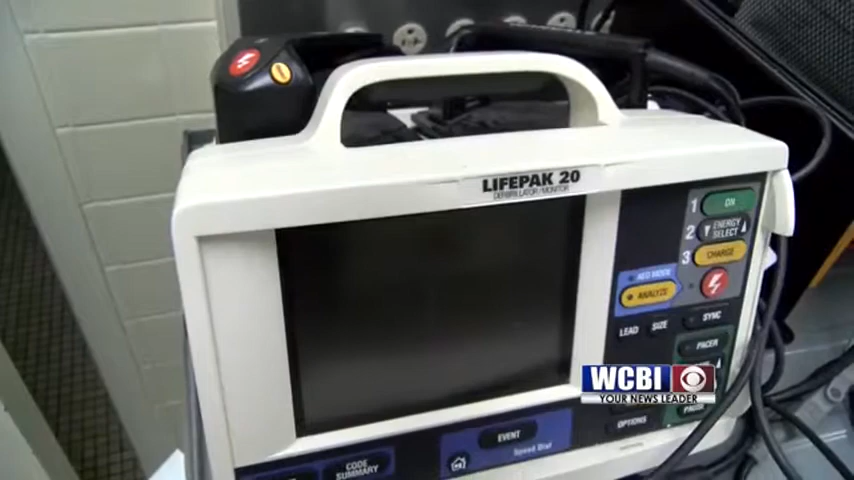 LIFEPAK 20
DEFIBRILLATOR/MONITOR
1 ON
2 ENERGY SELECT
3 CHARGE
AED MODE
ANALYZE
LEAD SIZE SYNC
PACER
WCBI
YOUR NEWS LEADER
PAUSE
OPTIONS
EVENT
Speed Dial
CODE SUMMARY